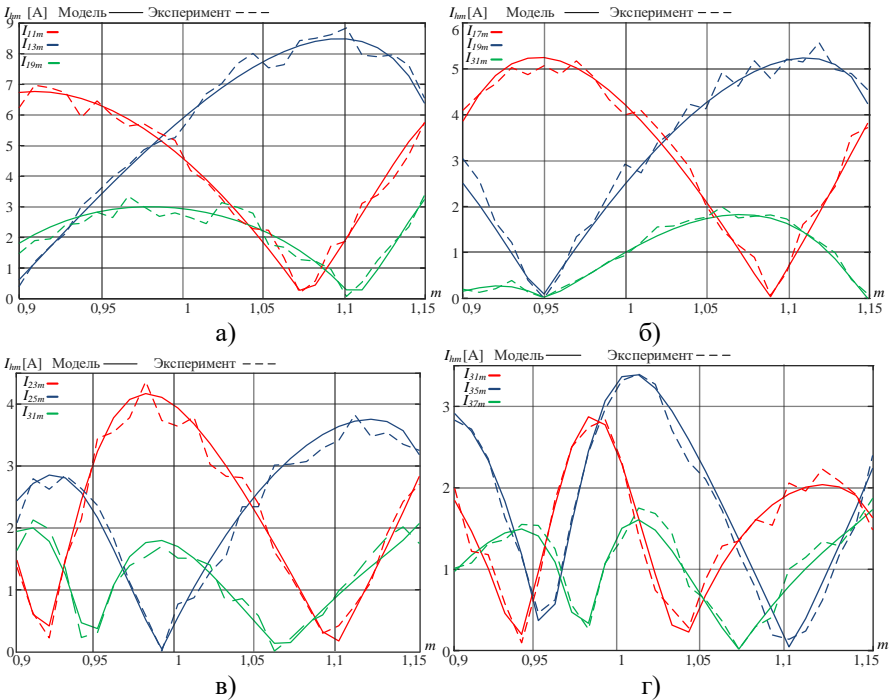 I_hm [А] Модель Эксперимент
I_11m
I_13m
I_19m
9
8
7
6
5
4
3
2
1
0
0,9 0,95 1 1,05 1,1 1,15 m
а)
I_hm [А] Модель Эксперимент
I_17m
I_19m
I_31m
6
5
4
3
2
1
0
0,9 0,95 1 1,05 1,1 1,15 m
б)
I_hm [А] Модель Эксперимент
I_23m
I_25m
I_31m
4
3
2
1
0
0,9 0,95 1 1,05 1,1 1,15 m
в)
I_hm [А] Модель Эксперимент
I_31m
I_35m
I_37m
3
2
1
0
0,9 0,95 1 1,05 1,1 1,15 m
г)